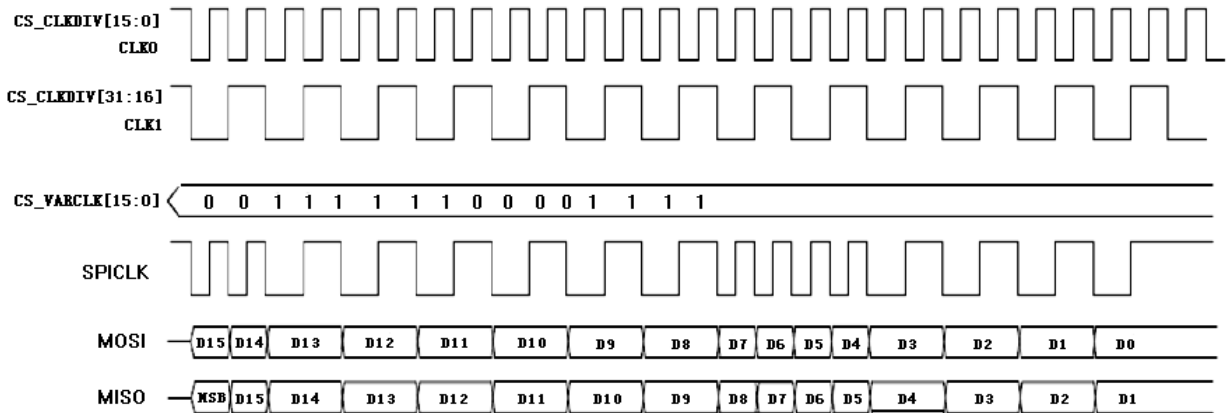 CS_CLKDIV[15:0]
CLK0
CS_CLKDIV[31:16]
CLK1
CS_VARCLK[15:0] 0 0 1 1 1 1 1 1 0 0 0 0 1 1 1 1
SPICLK
MOSI D15 D14 D13 D12 D11 D10 D9 D8 D7 D6 D5 D4 D3 D2 D1 D0
MISO MSB D15 D14 D13 D12 D11 D10 D9 D8 D7 D6 D5 D4 D3 D2 D1